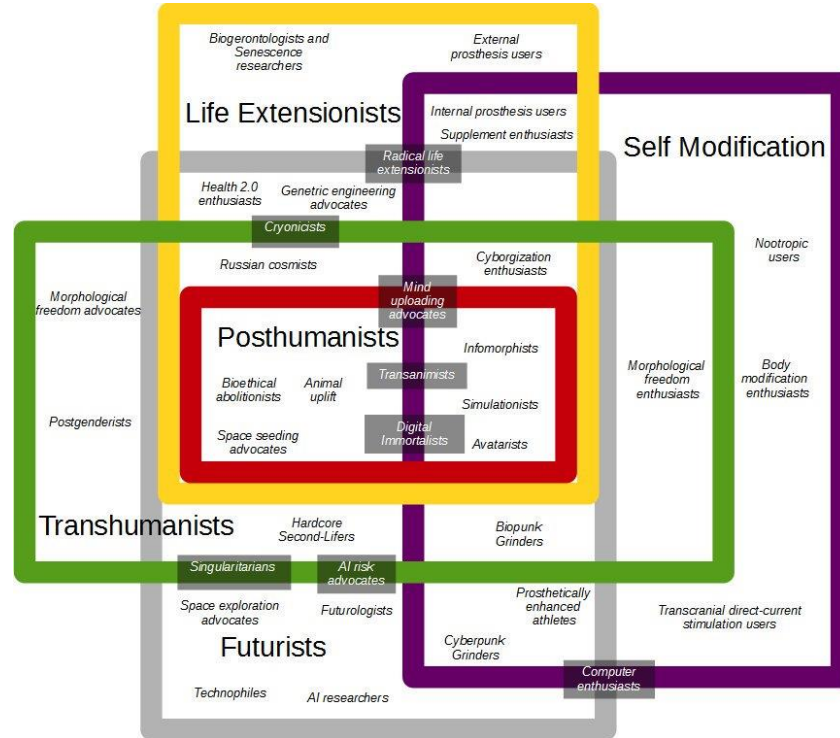 Biogerontologists and
Senescence
researchers
External
prosthesis users
Life Extensionists
Internal prosthesis users
Supplement enthusiasts
Self Modification
Radical life
extensionists
Health 2.0
enthusiasts
Genetric engineering
advocates
Cryonicists
Russian cosmists
Cyborgization
enthusiasts
Nootropic
users
Morphological
freedom advocates
Mind
uploading
advocates
Posthumanists
Infomorphists
Transanimists
Bioethical
abolitionists
Animal
uplift
Morphological
freedom
enthusiasts
Body
modification
enthusiasts
Simulationists
Postgenderists
Space seeding
advocates
Digital
Immortalists
Avatarists
Transhumanists
Hardcore
Second-Lifers
Biopunk
Grinders
Singularitarians
AI risk
advocates
Space exploration
advocates
Futurologists
Prosthetically
enhanced
athletes
Transcranial direct-current
stimulation users
Futurists
Cyberpunk
Grinders
Computer
enthusiasts
Technophiles
AI researchers